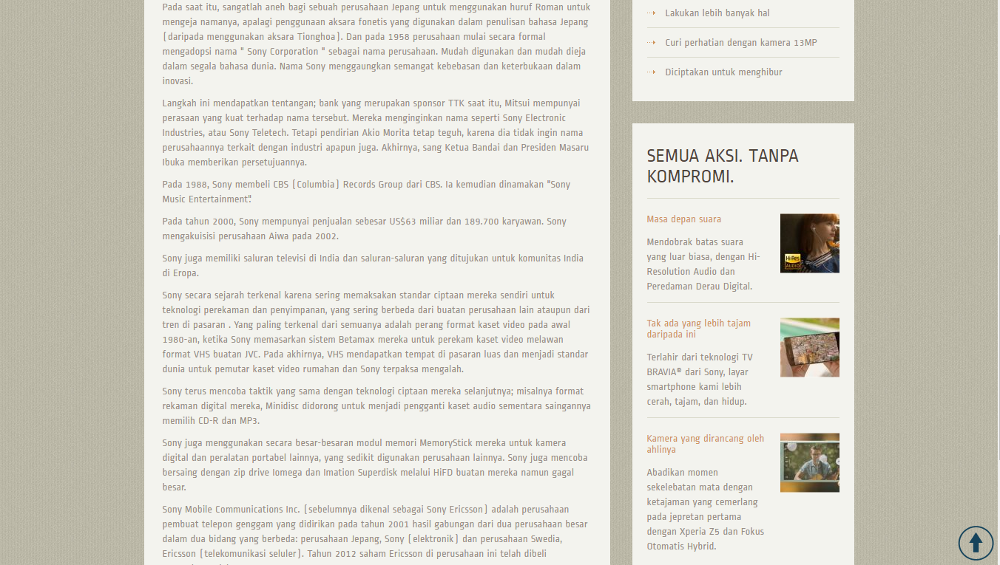 Pada saat itu, sangatlah aneh bagi sebuah perusahaan Jepang untuk menggunakan huruf Roman untuk
mengeja namanya, apalagi penggunaan aksara fonetis yang digunakan dalam penulisan bahasa Jepang
(daripada menggunakan aksara Tionghoa). Dan pada 1958 perusahaan mulai secara formal
mengadopsi nama " Sony Corporation " sebagai nama perusahaan. Mudah digunakan dan mudah dieja
dalam segala bahasa dunia. Nama Sony menggaungkan semangat kebebasan dan keterbukaan dalam
inovasi.
Langkah ini mendapatkan tentangan; bank yang merupakan sponsor TTK saat itu, Mitsui mempunyai
perasaan yang kuat terhadap nama tersebut. Mereka menginginkan nama seperti Sony Electronic
Industries, atau Sony Teletech. Tetapi pendirian Akio Morita tetap teguh, karena dia tidak ingin nama
perusahaannya terkait dengan industri apapun juga. Akhirnya, sang Ketua Bandai dan Presiden Masaru
Ibuka memberikan persetujuannya.
Pada 1988, Sony membeli CBS (Columbia) Records Group dari CBS. Ia kemudian dinamakan "Sony
Music Entertainment".
Pada tahun 2000, Sony mempunyai penjualan sebesar US$63 miliar dan 189.700 karyawan. Sony
mengakuisisi perusahaan Aiwa pada 2002.
Sony juga memiliki saluran televisi di India dan saluran-saluran yang ditujukan untuk komunitas India
di Eropa.
Sony secara sejarah terkenal karena sering memaksakan standar ciptaan mereka sendiri untuk
teknologi perekaman dan penyimpanan, yang sering berbeda dari buatan perusahaan lain ataupun dari
tren di pasaran . Yang paling terkenal dari semuanya adalah perang format kaset video pada awal
1980-an, ketika Sony memasarkan sistem Betamax mereka untuk perekam kaset video melawan
format VHS buatan JVC. Pada akhirnya, VHS mendapatkan tempat di pasaran luas dan menjadi standar
dunia untuk pemutar kaset video rumahan dan Sony terpaksa mengalah.
Sony terus mencoba taktik yang sama dengan teknologi ciptaan mereka selanjutnya; misalnya format
rekaman digital mereka, Minidisc didorong untuk menjadi pengganti kaset audio sementara saingannya
memilih CD-R dan MP3.
Sony juga menggunakan secara besar-besaran modul memori MemoryStick mereka untuk kamera
digital dan peralatan portabel lainnya, yang sedikit digunakan perusahaan lainnya. Sony juga mencoba
bersaing dengan zip drive Iomega dan Imation Superdisk melalui HiFD buatan mereka namun gagal
besar.
Sony Mobile Communications Inc. (sebelumnya dikenal sebagai Sony Ericsson) adalah perusahaan
pembuat telepon genggam yang didirikan pada tahun 2001 hasil gabungan dari dua perusahaan besar
dalam dua bidang yang berbeda: perusahaan Jepang, Sony (elektronik) dan perusahaan Swedia,
Ericsson (telekomunikasi seluler). Tahun 2012 saham Ericsson di perusahaan ini telah dibeli
Lakukan lebih banyak hal
Curi perhatian dengan kamera 13MP
Diciptakan untuk menghibur
SEMUA AKSI. TANPA
KOMPROMI.
Masa depan suara
Mendobrak batas suara
yang luar biasa, dengan Hi-
Resolution Audio dan
Peredaman Derau Digital.
Hi-Res
AUDIO
Tak ada yang lebih tajam
daripada ini
Terlahir dari teknologi TV
BRAVIA® dari Sony, layar
smartphone kami lebih
cerah, tajam, dan hidup.
Kamera yang dirancang oleh
ahlinya
Abadikan momen
sekelebatan mata dengan
ketajaman yang cemerlang
pada jepretan pertama
dengan Xperia Z5 dan Fokus
Otomatis Hybrid.